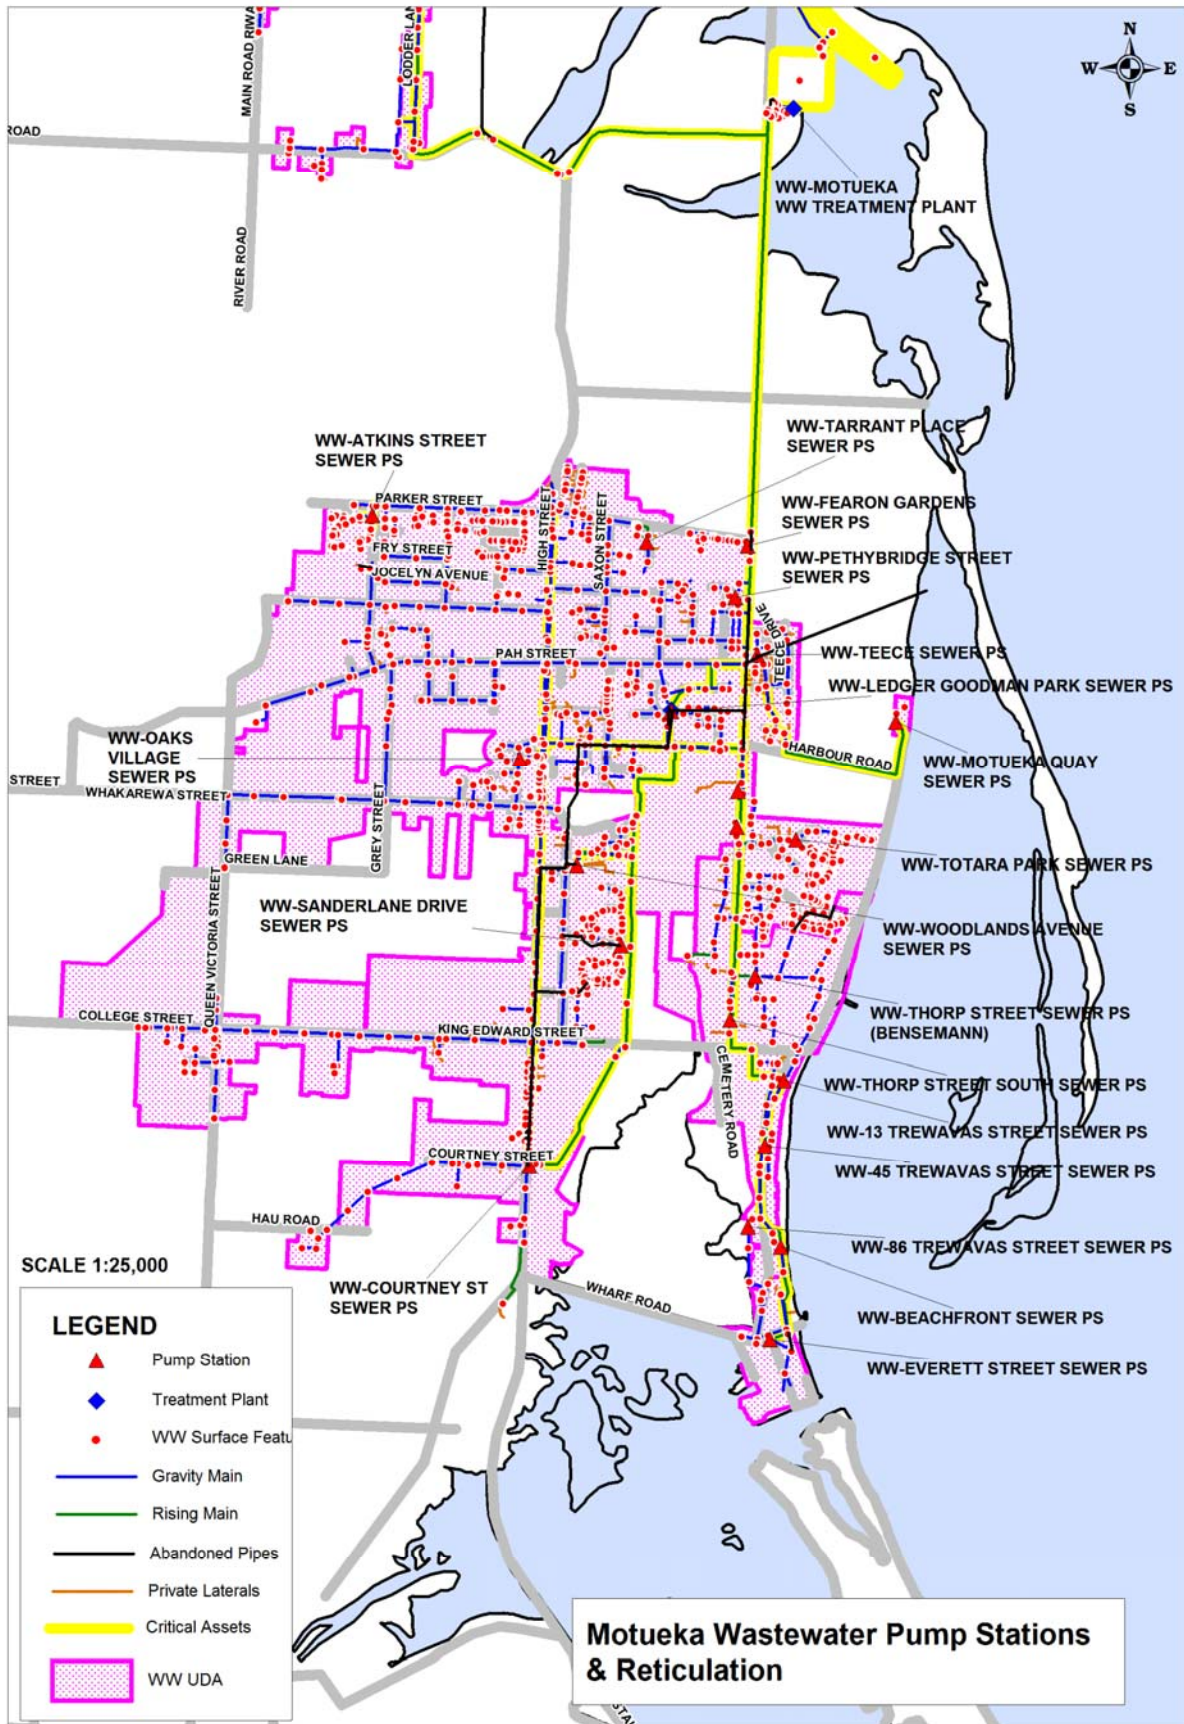 MAIN ROAD RIWA
LODDER LAN
N
W
E
S
ROAD
RIVER ROAD
WW-MOTUEKA
WW TREATMENT PLANT
WW-TARRANT PLACE
SEWER PS
WW-ATKINS STREET
SEWER PS
PARKER STREET
HIGH STREET
SAXON STREET
WW-FEARON GARDENS
SEWER PS
FRY STREET
JOCELYN AVENUE
WW-PETHYBRIDGE STREET
SEWER PS
TEECE DRIVE
PAH STREET
WW-TEECE SEWER PS
WW-LEDGER GOODMAN PARK SEWER PS
WW-OAKS
VILLAGE
SEWER PS
HARBOUR ROAD
WW-MOTUEKA QUAY
SEWER PS
STREET
WHAKAREWA STREET
GREY STREET
GREEN LANE
WW-TOTARA PARK SEWER PS
QUEEN VICTORIA STREET
WW-SANDERLANE DRIVE
SEWER PS
WW-WOODLANDS AVENUE
SEWER PS
COLLEGE STREET
KING EDWARD STREET
WW-THORP STREET SEWER PS
(BENSEMANN)
CEMETERY ROAD
WW-THORP STREET SOUTH SEWER PS
WW-13 TREWAVAS STREET SEWER PS
COURTNEY STREET
WW-45 TREWAVAS STREET SEWER PS
HAU ROAD
WW-86 TREWAVAS STREET SEWER PS
SCALE 1:25,000
WW-COURTNEY ST
SEWER PS
WHARF ROAD
WW-BEACHFRONT SEWER PS
WW-EVERETT STREET SEWER PS
LEGEND
Pump Station
Treatment Plant
WW Surface Featu
Gravity Main
Rising Main
Abandoned Pipes
Private Laterals
Critical Assets
WW UDA
Motueka Wastewater Pump Stations
& Reticulation